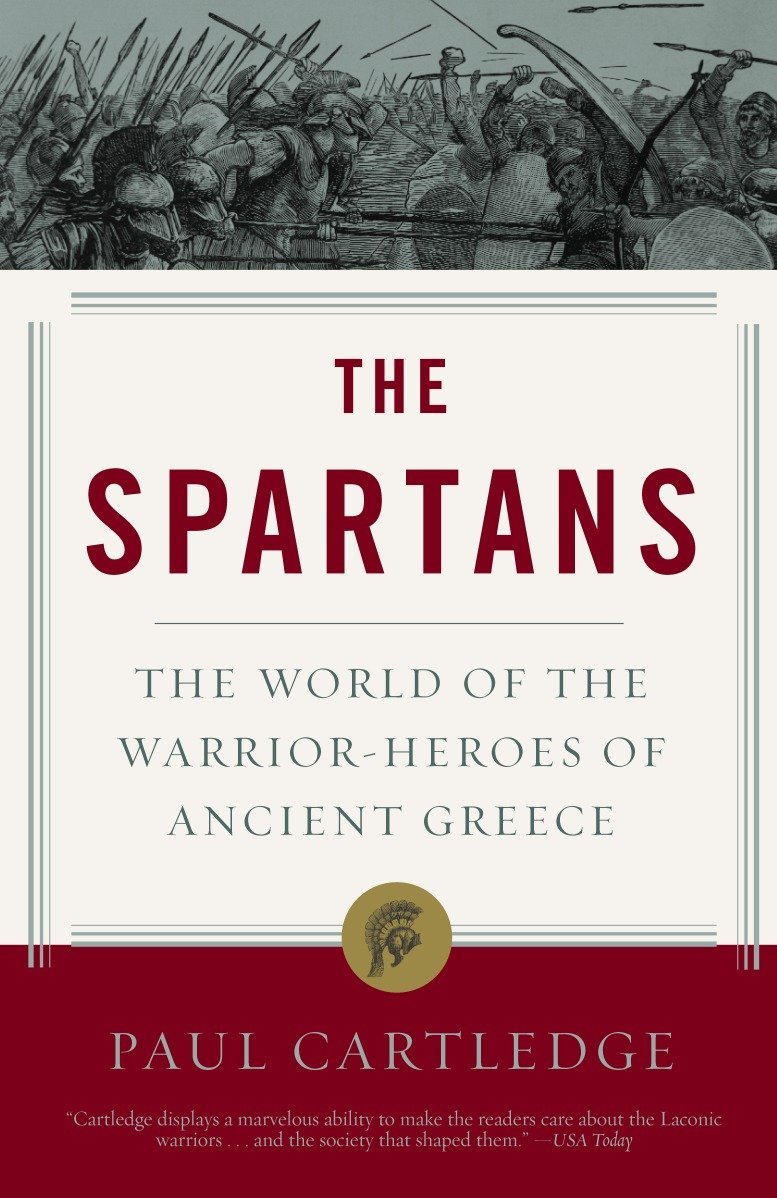 THE
SPARTANS
THE WORLD OF THE
WARRIOR-HEROES OF
ANCIENT GREECE
PAUL CARTLEDGE
“Cartledge displays a marvelous ability to make the readers care about the Laconic
warriors . . . and the society that shaped them.” —USA Today